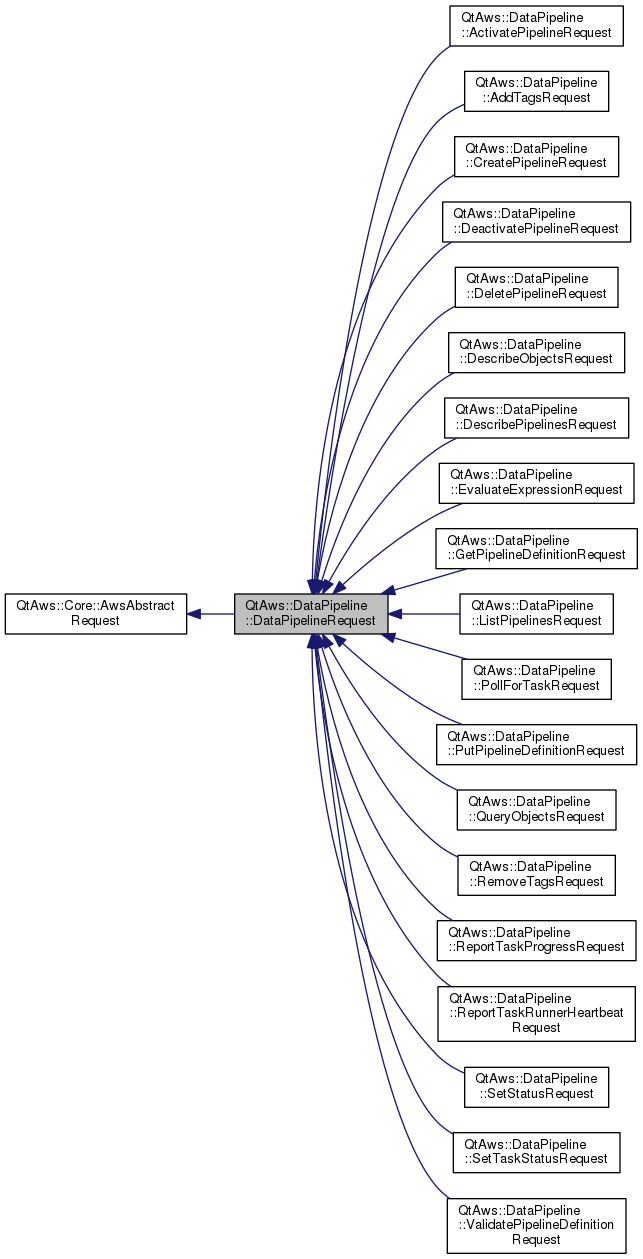 QtAws::DataPipeline
::ActivatePipelineRequest
QtAws::DataPipeline
::AddTagsRequest
QtAws::DataPipeline
::CreatePipelineRequest
QtAws::DataPipeline
::DeactivatePipelineRequest
QtAws::DataPipeline
::DeletePipelineRequest
QtAws::DataPipeline
::DescribeObjectsRequest
QtAws::DataPipeline
::DescribePipelinesRequest
QtAws::DataPipeline
::EvaluateExpressionRequest
QtAws::DataPipeline
::GetPipelineDefinitionRequest
QtAws::Core::AwsAbstract
Request
QtAws::DataPipeline
::DataPipelineRequest
QtAws::DataPipeline
::ListPipelinesRequest
QtAws::DataPipeline
::PollForTaskRequest
QtAws::DataPipeline
::PutPipelineDefinitionRequest
QtAws::DataPipeline
::QueryObjectsRequest
QtAws::DataPipeline
::RemoveTagsRequest
QtAws::DataPipeline
::ReportTaskProgressRequest
QtAws::DataPipeline
::ReportTaskRunnerHeartbeat
Request
QtAws::DataPipeline
::SetStatusRequest
QtAws::DataPipeline
::SetTaskStatusRequest
QtAws::DataPipeline
::ValidatePipelineDefinition
Request